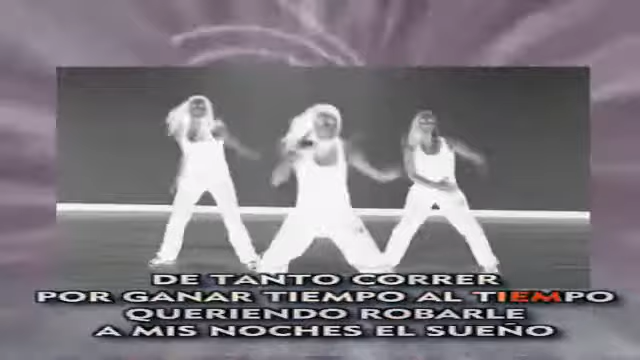 DE TANTO CORRER
POR GANAR TIEMPO AL TIEMPO
QUERIENDO ROBARLE
A MIS NOCHES EL SUEÑO